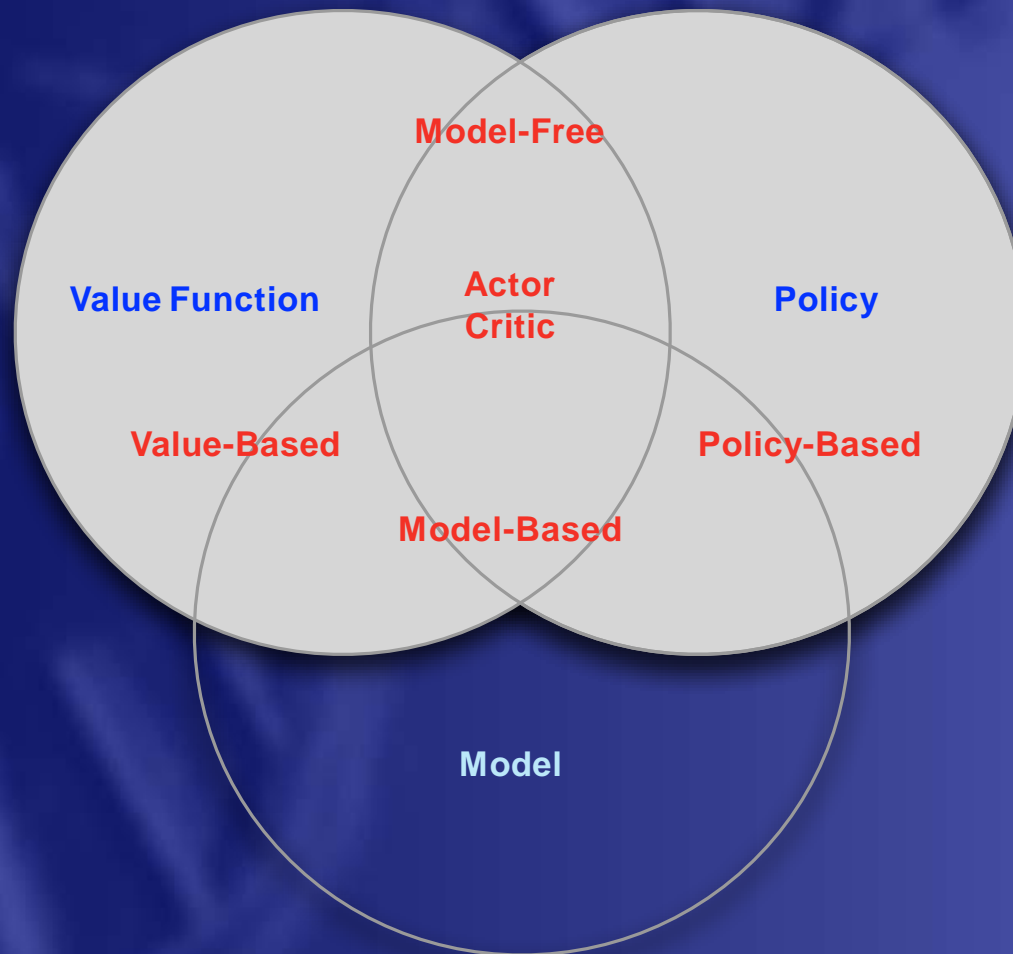 Model-Free
Value Function
Actor
Critic
Policy
Value-Based
Policy-Based
Model-Based
Model